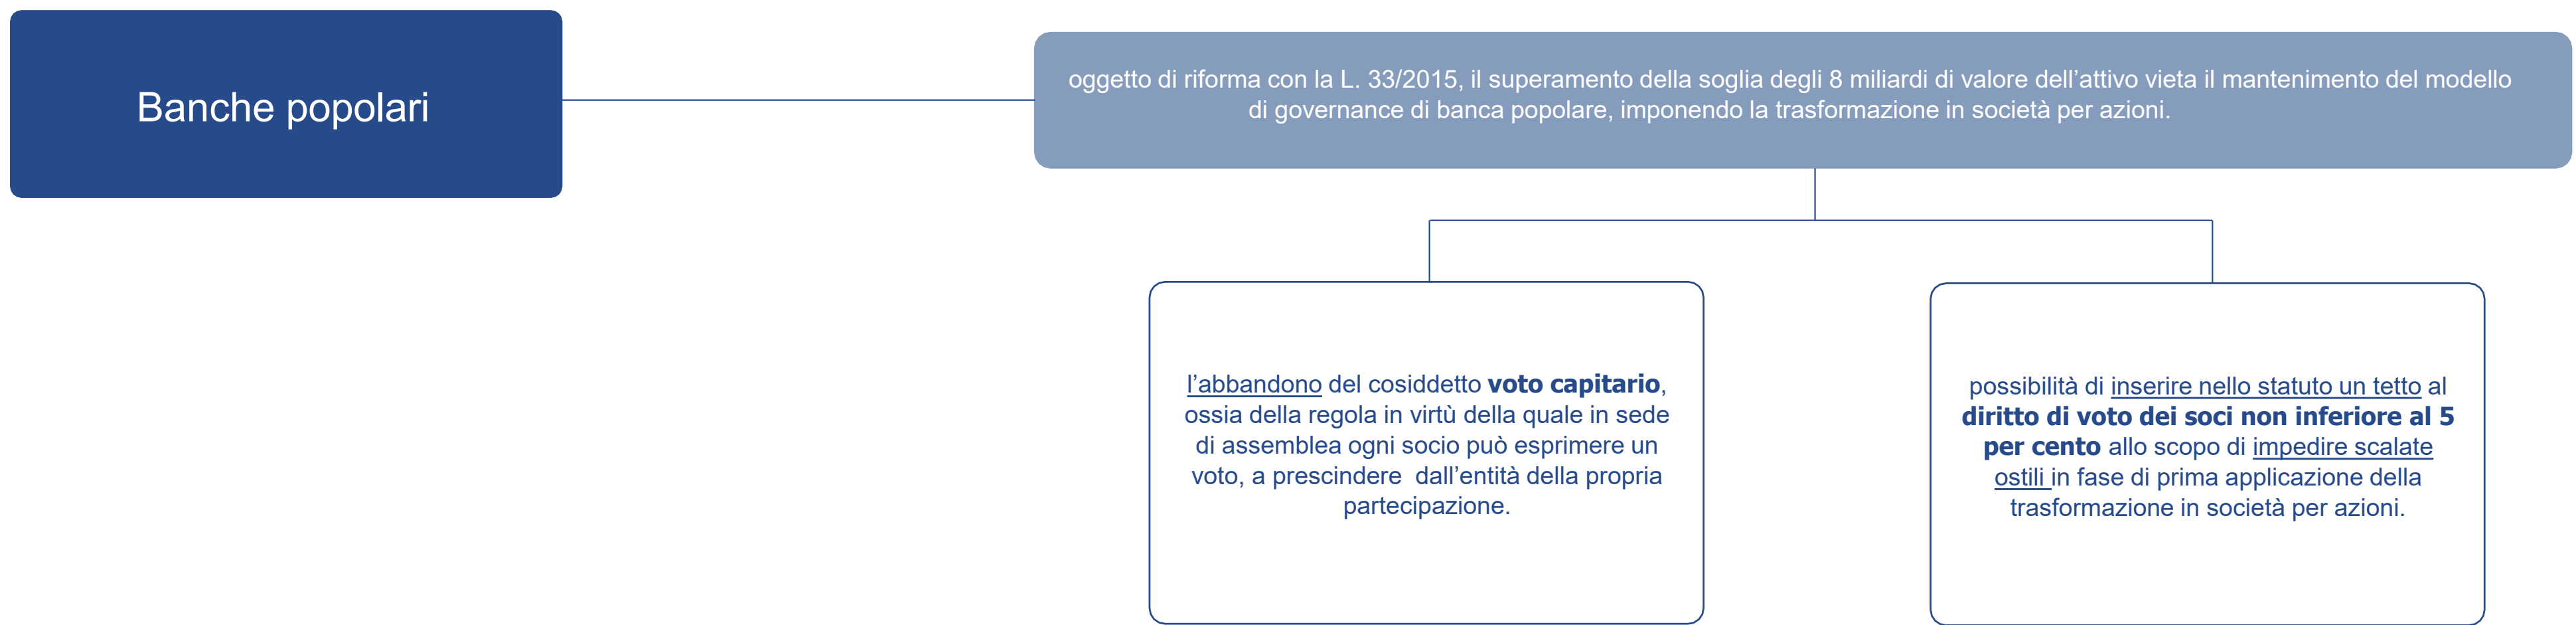 Banche popolari
oggetto di riforma con la L. 33/2015, il superamento della soglia degli 8 miliardi di valore dell’attivo vieta il mantenimento del modello
di governance di banca popolare, imponendo la trasformazione in società per azioni.
l’abbandono del cosiddetto voto capitario,
ossia della regola in virtù della quale in sede
di assemblea ogni socio può esprimere un
voto, a prescindere  dall’entità della propria
partecipazione.
possibilità di inserire nello statuto un tetto al
diritto di voto dei soci non inferiore al 5
per cento allo scopo di impedire scalate
ostili in fase di prima applicazione della
trasformazione in società per azioni.